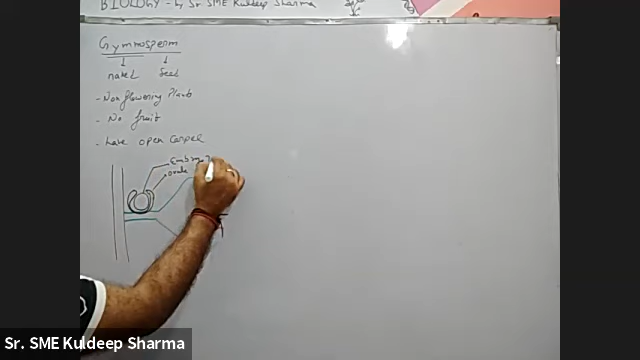 BIOLOGY - by Sr. SME Kuldeep Sharma
Gymnosperm
naked seed
- Non flowering Plants
- No fruit
- have open Carpel
Embryo
ovule
Sr. SME Kuldeep Sharma